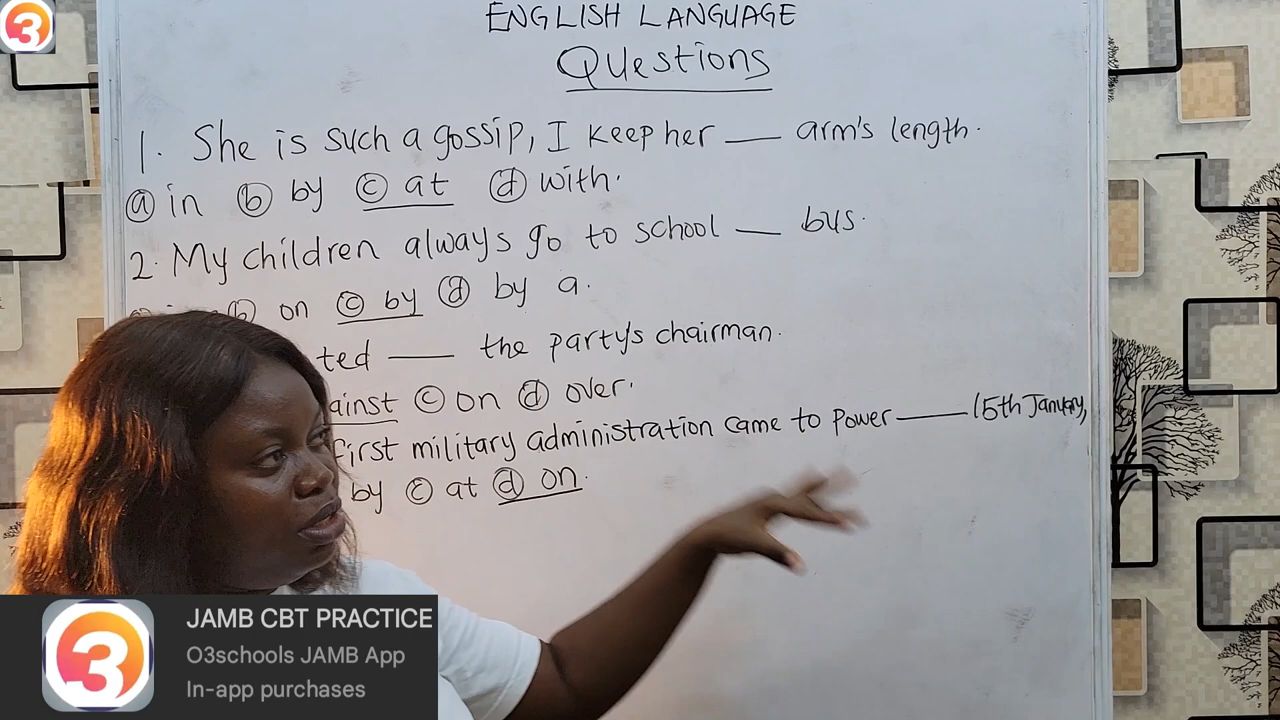 ENGLISH LANGUAGE
Questions
1. She is such a gossip, I keep her ___ arm's length.
(a) in (b) by (c) at (d) with.
2. My children always go to school ___ bus.
(b) on (c) by (d) by a.
ted ___ the party's chairman.
ainst (c) on (d) over.
first military administration came to power ___ 15th January,
by (c) at (d) on.
3
JAMB CBT PRACTICE
O3schools JAMB App
In-app purchases
3